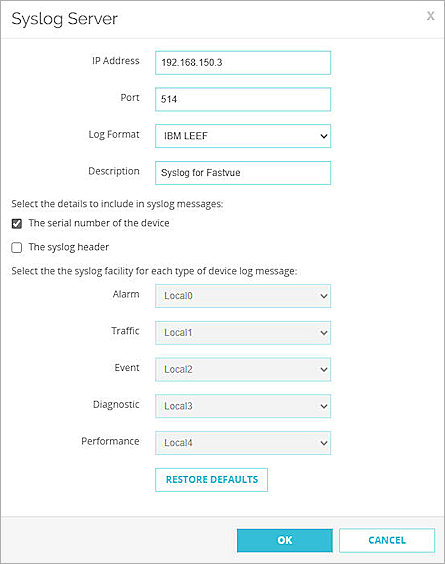 Syslog Server
X
IP Address 192.168.150.3
Port 514
Log Format IBM LEEF
Description Syslog for Fastvue
Select the details to include in syslog messages:
The serial number of the device
The syslog header
Select the the syslog facility for each type of device log message:
Alarm Local0
Traffic Local1
Event Local2
Diagnostic Local3
Performance Local4
RESTORE DEFAULTS
OK CANCEL